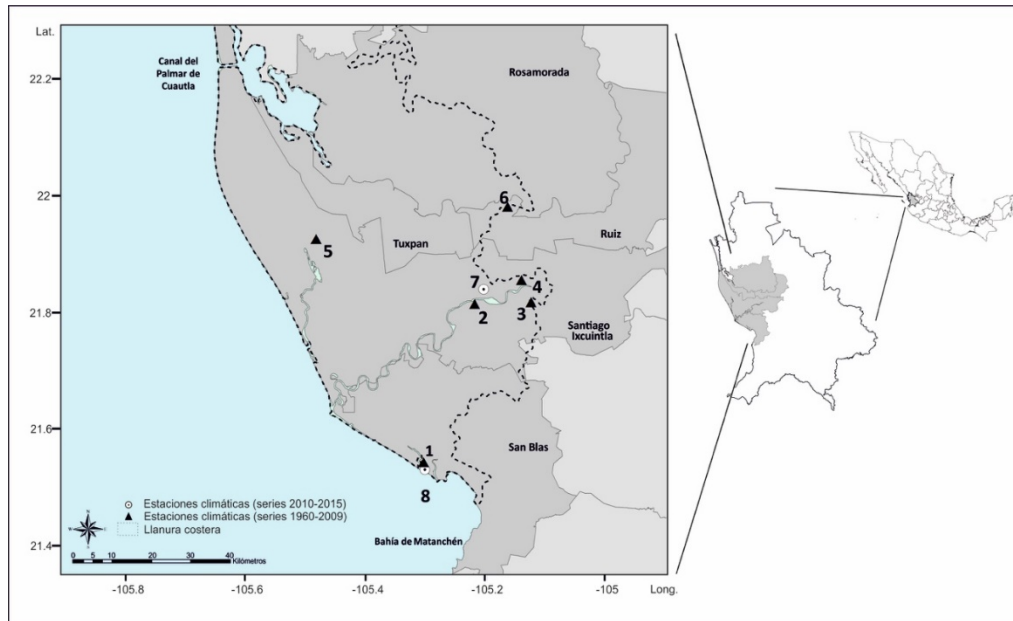 Lat.
Canal del
Palmar de
Cuautla
Rosamorada
22.2
6
22
Ruiz
Tuxpan
5
7
4
2
3
21.8
Santiago
Ixcuintla
21.6
1
San Blas
8
Estaciones climáticas (series 2010-2015)
Estaciones climáticas (series 1960-2009)
Llanura costera
Bahía de Matanchén
21.4
0 5 10 20 30 40
Kilómetros
-105.8 -105.6 -105.4 -105.2 -105 Long.